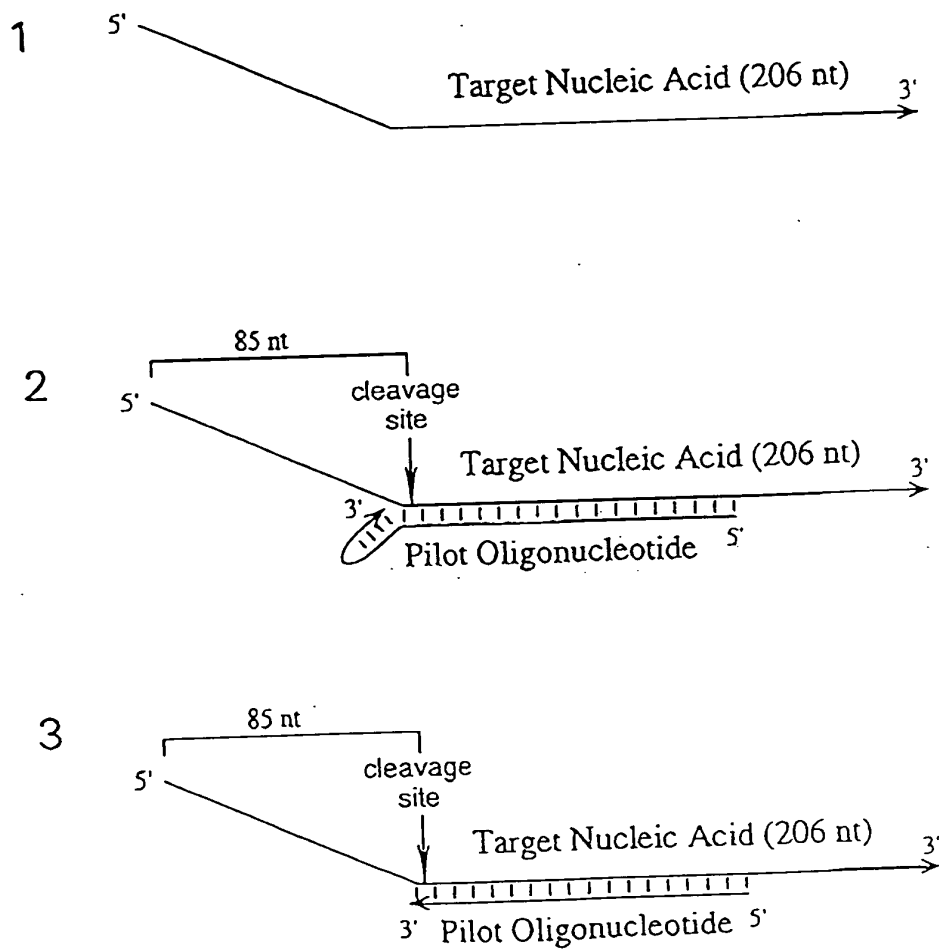 1
5'
Target Nucleic Acid (206 nt)
3'
2
85 nt
5'
cleavage
site
Target Nucleic Acid (206 nt)
3'
3'
Pilot Oligonucleotide
5'
3
85 nt
5'
cleavage
site
Target Nucleic Acid (206 nt)
3'
3'
Pilot Oligonucleotide
5'